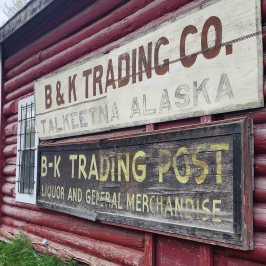 B&K TRADING CO.
TALKEETNA ALASKA
B-K TRADING POST
LIQUOR AND GENERAL MERCHANDISE